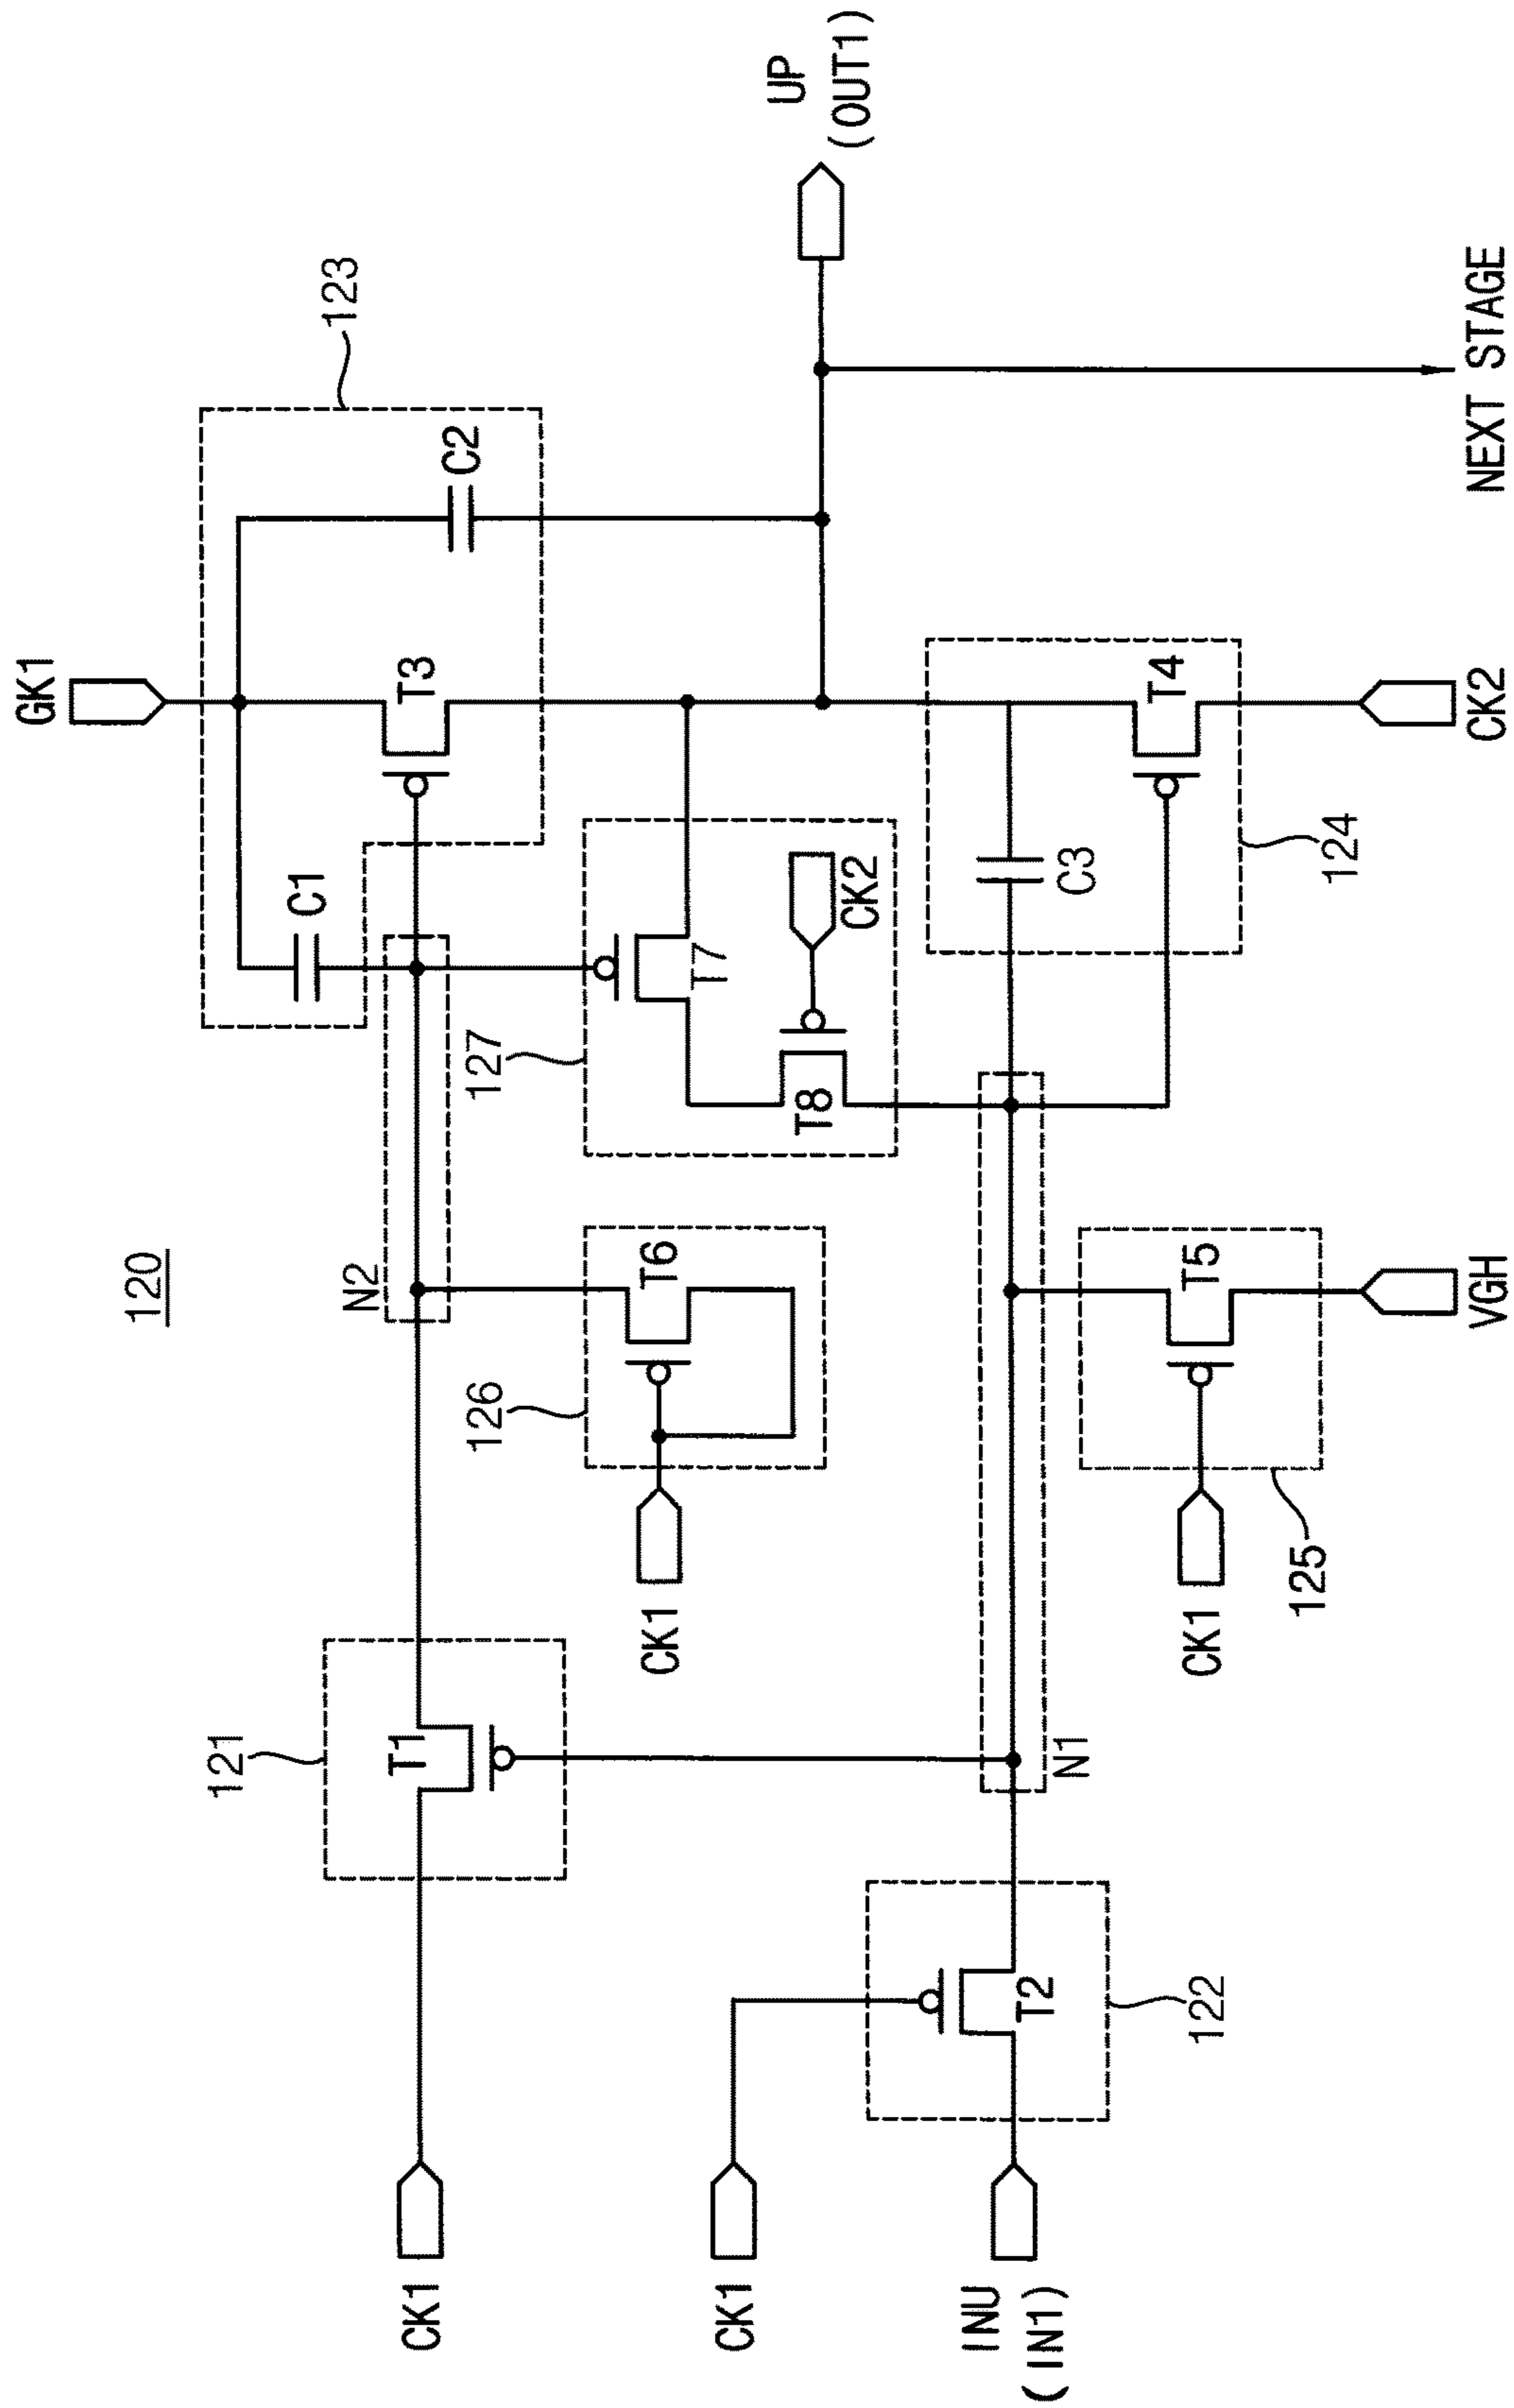 120
GK1
123
C1
C2
T3
UP
(OUT1)
N2
121
T1
CK1
126
T6
CK1
127
T7
CK2
T8
C3
T4
124
CK2
NEXT STAGE
CK1
122
T2
INU
(IN1)
N1
CK1
T5
125
VGH